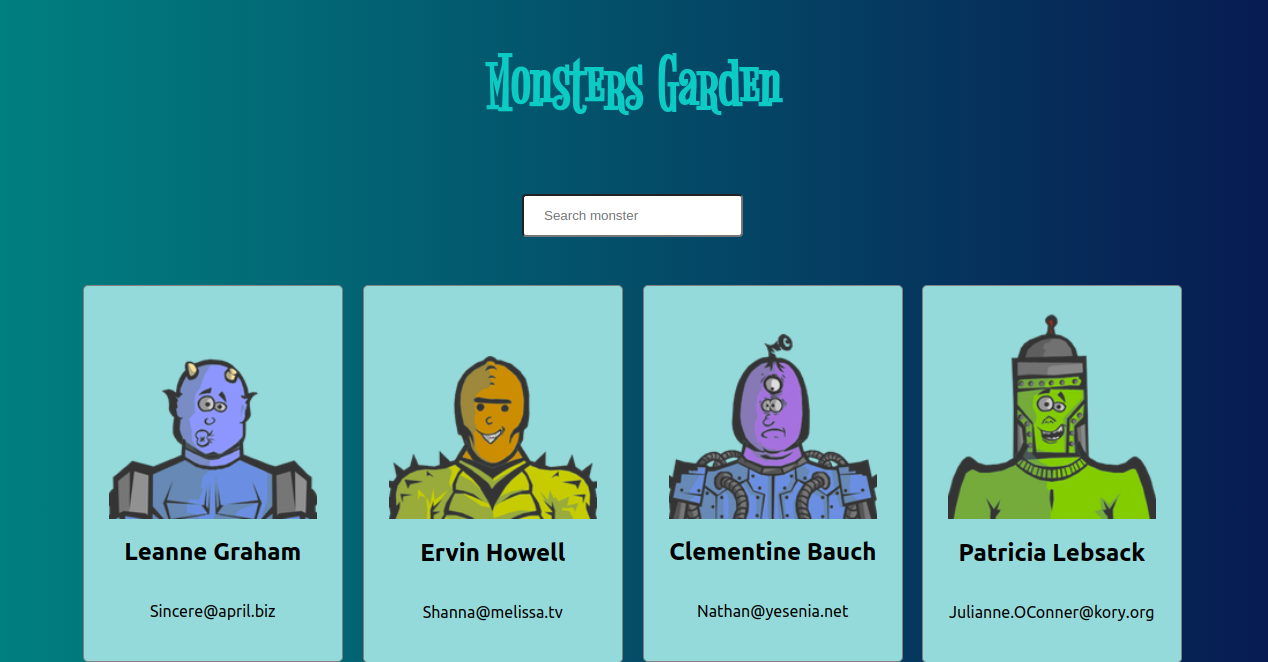 Monsters Garden
Search monster
Leanne Graham
Sincere@april.biz
Ervin Howell
Shanna@melissa.tv
Clementine Bauch
Nathan@yesenia.net
Patricia Lebsack
Julianne.OConner@kory.org